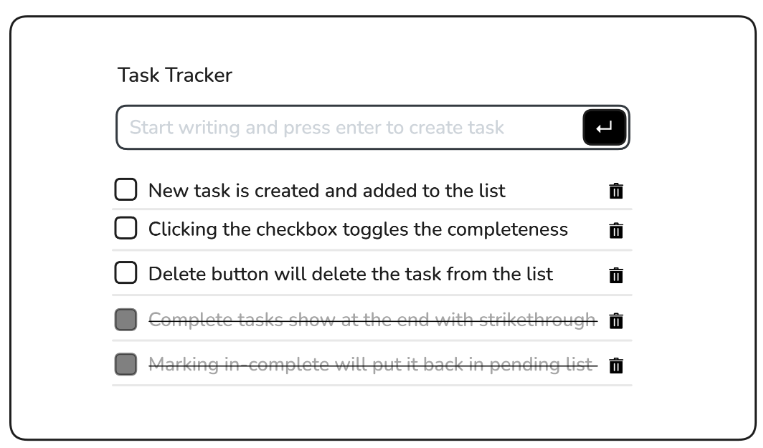 Task Tracker
Start writing and press enter to create task
New task is created and added to the list
Clicking the checkbox toggles the completeness
Delete button will delete the task from the list
Complete tasks show at the end with strikethrough
Marking in-complete will put it back in pending list